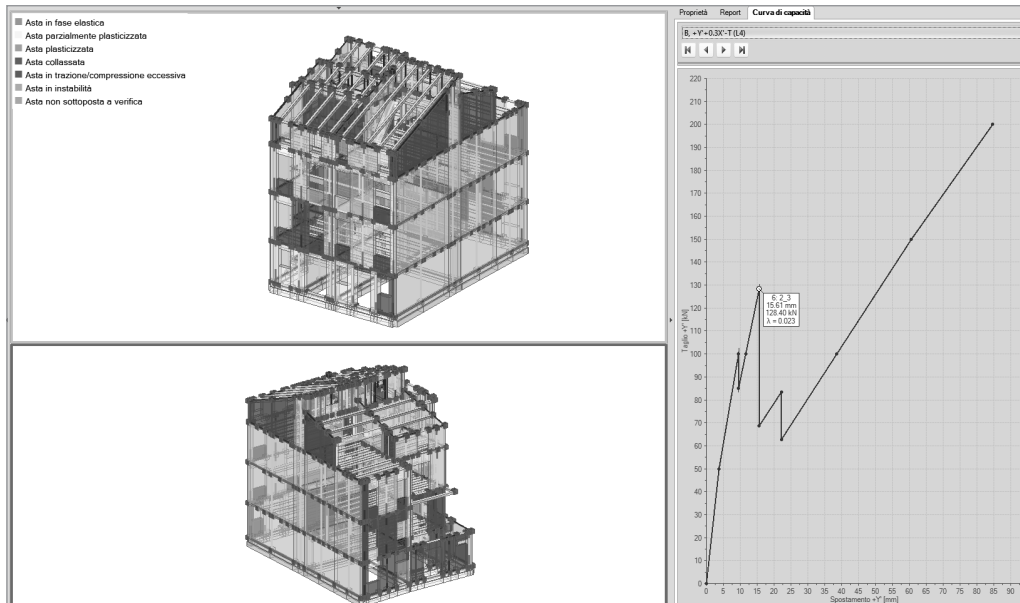 Asta in fase elastica
Asta parzialmente plasticizzata
Asta plasticizzata
Asta collassata
Asta in trazione/compressione eccessiva
Asta in instabilità
Asta non sottoposta a verifica
Proprietà Report Curva di capacità
B, +Y'+0.3X'-T (L4)
220
210
200
190
180
170
160
150
140
130
120
110
100
90
80
70
60
50
40
30
20
10
0
Taglio +Y' [kN]
6: 2_3
15.61 mm
128.40 kN
λ = 0.023
0 5 10 15 20 25 30 35 40 45 50 55 60 65 70 75 80 85 90
Spostamento +Y' [mm]